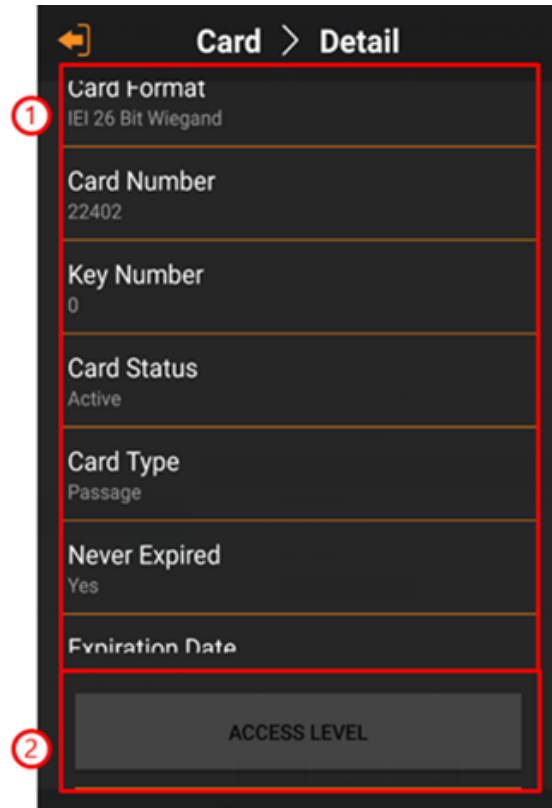 Card > Detail
Card Format
IEI 26 Bit Wiegand
1
Card Number
22402
Key Number
0
Card Status
Active
Card Type
Passage
Never Expired
Yes
Expiration Date
ACCESS LEVEL
2